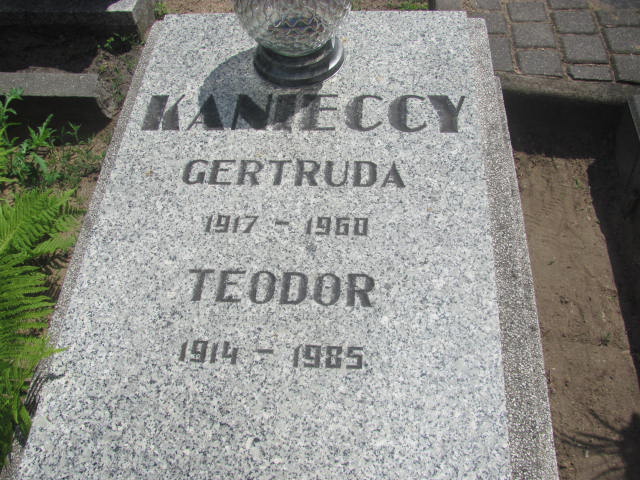 KANIECCY
GERTRUDA
1917 - 1960
TEODOR
1914 - 1985